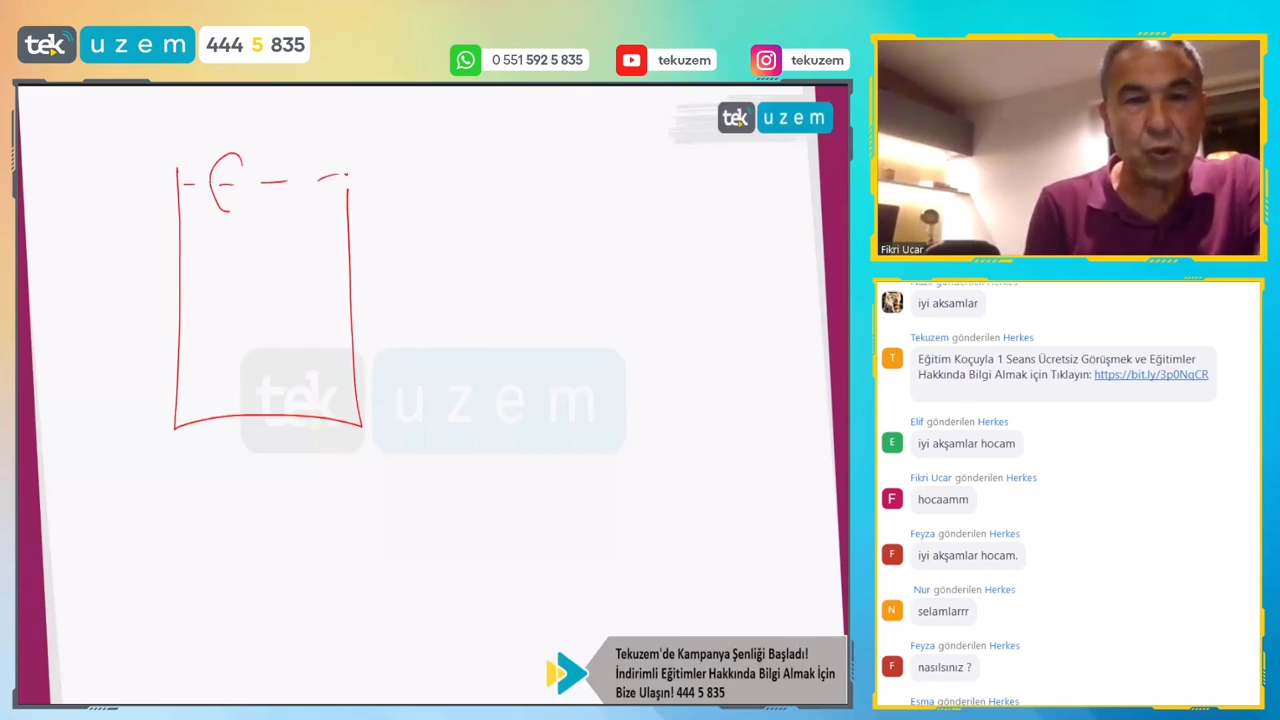 tek uzem 444 5 835
0 551 592 5 835
tekuzem
tekuzem
tek uzem
tek uzem
Fikri Ucar
iyi aksamlar
Tekuzem gönderilen Herkes
T
Eğitim Koçuyla 1 Seans Ücretsiz Görüşmek ve Eğitimler
Hakkında Bilgi Almak için Tıklayın: https://bit.ly/3p0NqCR
Elif gönderilen Herkes
E
iyi akşamlar hocam
Fikri Ucar gönderilen Herkes
F
hocaamm
Feyza gönderilen Herkes
F
iyi akşamlar hocam.
Nur gönderilen Herkes
N
selamlarrr
Feyza gönderilen Herkes
F
nasılsınız ?
Esma gönderilen Herkes
Tekuzem'de Kampanya Şenliği Başladı!
İndirimli Eğitimler Hakkında Bilgi Almak İçin
Bize Ulaşın! 444 5 835